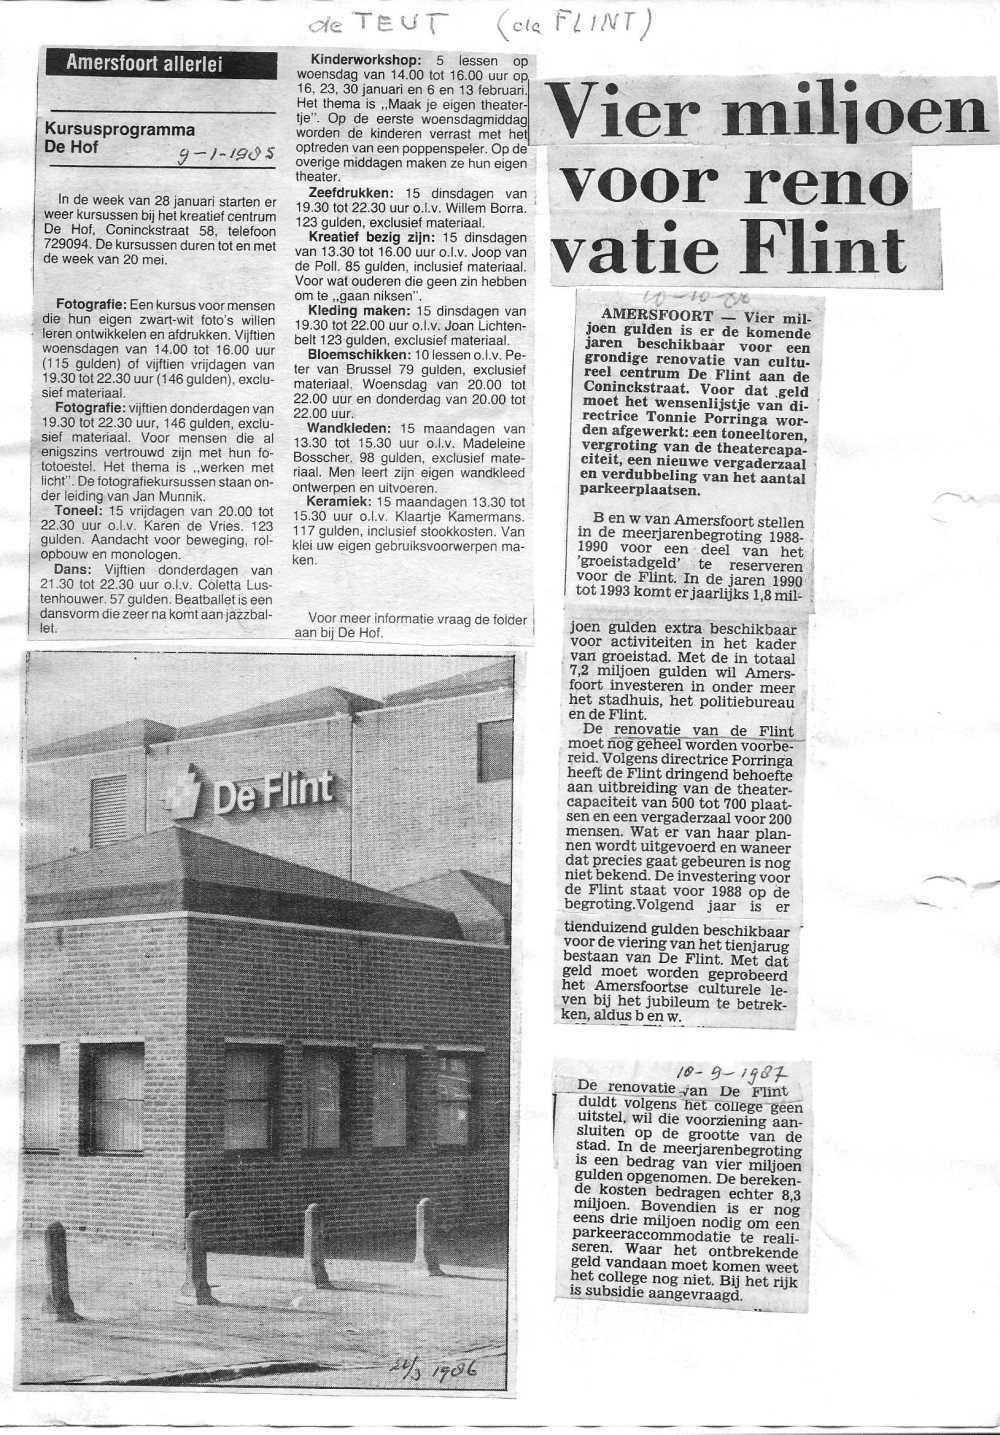 de TEUT (de FLINT)
Amersfoort allerlei
Kursusprogramma
De Hof
9-1-1985
In de week van 28 januari starten er
weer kursussen bij het kreatief centrum
De Hof, Coninckstraat 58, telefoon
729094. De kursussen duren tot en met
de week van 20 mei.
Fotografie: Een kursus voor mensen
die hun eigen zwart-wit foto's willen
leren ontwikkelen en afdrukken. Vijftien
woensdagen van 14.00 tot 16.00 uur
(115 gulden) of vijftien vrijdagen van
19.30 tot 22.30 uur (146 gulden), exclu-
sief materiaal.
Fotografie: vijftien donderdagen van
19.30 tot 22.30 uur, 146 gulden, exclu-
sief materiaal. Voor mensen die al
enigszins vertrouwd zijn met hun fo-
totoestel. Het thema is ,,werken met
licht". De fotografiekursussen staan on-
der leiding van Jan Munnik.
Toneel: 15 vrijdagen van 20.00 tot
22.30 uur o.l.v. Karen de Vries. 123
gulden. Aandacht voor beweging, rol-
opbouw en monologen.
Dans: Vijftien donderdagen van
21.30 tot 22.30 uur o.l.v. Coletta Lus-
tenhouwer. 57 gulden. Beatballet is een
dansvorm die zeer na komt aan jazzbal-
let.
Kinderworkshop: 5 lessen op
woensdag van 14.00 tot 16.00 uur op
16, 23, 30 januari en 6 en 13 februari.
Het thema is ,,Maak je eigen theater-
tje". Op de eerste woensdagmiddag
worden de kinderen verrast met het
optreden van een poppenspeler. Op de
overige middagen maken ze hun eigen
theater.
Zeefdrukken: 15 dinsdagen van
19.30 tot 22.30 uur o.l.v. Willem Borra.
123 gulden, exclusief materiaal.
Kreatief bezig zijn: 15 dinsdagen
van 13.30 tot 16.00 uur o.l.v. Joop van
de Poll. 85 gulden, inclusief materiaal.
Voor wat ouderen die geen zin hebben
om te ,,gaan niksen".
Kleding maken: 15 dinsdagen van
19.30 tot 22.00 uur o.l.v. Joan Lichten-
belt 123 gulden, exclusief materiaal.
Bloemschikken: 10 lessen o.l.v. Pe-
ter van Brussel 79 gulden, exclusief
materiaal. Woensdag van 20.00 tot
22.00 uur en donderdag van 20.00 tot
22.00 uur.
Wandkleden: 15 maandagen van
13.30 tot 15.30 uur o.l.v. Madeleine
Bosscher. 98 gulden, exclusief mate-
riaal. Men leert zijn eigen wandkleed
ontwerpen en uitvoeren.
Keramiek: 15 maandagen 13.30 tot
15.30 uur o.l.v. Klaartje Kamermans.
117 gulden, inclusief stookkosten. Van
klei uw eigen gebruiksvoorwerpen ma-
ken.
Voor meer informatie vraag de folder
aan bij De Hof.
De Flint
1986
Vier miljoen
voor reno
vatie Flint
AMERSFOORT — Vier mil-
joen gulden is er de komende
jaren beschikbaar voor een
grondige renovatie van cultu-
reel centrum De Flint aan de
Coninckstraat. Voor dat geld
moet het wensenlijstje van di-
rectrice Tonnie Porringa wor-
den afgewerkt: een toneeltoren,
vergroting van de theatercapa-
citeit, een nieuwe vergaderzaal
en verdubbeling van het aantal
parkeerplaatsen.
B en w van Amersfoort stellen
in de meerjarenbegroting 1988-
1990 voor een deel van het
'groeistadgeld' te reserveren
voor de Flint. In de jaren 1990
tot 1993 komt er jaarlijks 1,8 mil-
joen gulden extra beschikbaar
voor activiteiten in het kader
van groeistad. Met de in totaal
7,2 miljoen gulden wil Amers-
foort investeren in onder meer
het stadhuis, het politiebureau
en de Flint.
De renovatie van de Flint
moet nog geheel worden voorbe-
reid. Volgens directrice Porringa
heeft de Flint dringend behoefte
aan uitbreiding van de theater-
capaciteit van 500 tot 700 plaat-
sen en een vergaderzaal voor 200
mensen. Wat er van haar plan-
nen wordt uitgevoerd en waneer
dat precies gaat gebeuren is nog
niet bekend. De investering voor
de Flint staat voor 1988 op de
begroting.Volgend jaar is er
tienduizend gulden beschikbaar
voor de viering van het tienjarug
bestaan van De Flint. Met dat
geld moet worden geprobeerd
het Amersfoortse culturele le-
ven bij het jubileum te betrek-
ken, aldus b en w.
10-9-1987
De renovatie van De Flint
duldt volgens het college geen
uitstel, wil die voorziening aan-
sluiten op de grootte van de
stad. In de meerjarenbegroting
is een bedrag van vier miljoen
gulden opgenomen. De bereken-
de kosten bedragen echter 8,3
miljoen. Bovendien is er nog
eens drie miljoen nodig om een
parkeeraccommodatie te reali-
seren. Waar het ontbrekende
geld vandaan moet komen weet
het college nog niet. Bij het rijk
is subsidie aangevraagd.